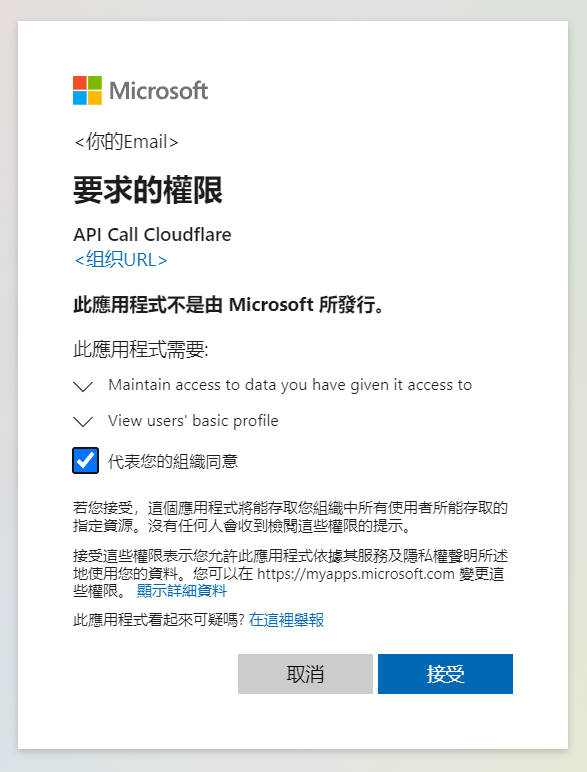 Microsoft
<你的Email>
要求的權限
API Call Cloudflare
<组织URL>
此應用程式不是由 Microsoft 所發行。
此應用程式需要:
Maintain access to data you have given it access to
View users' basic profile
代表您的組織同意
若您接受，這個應用程式將能存取您組織中所有使用者所能存取的
指定資源。沒有任何人會收到檢閱這些權限的提示。
接受這些權限表示您允許此應用程式依據其服務及隱私權聲明所述
地使用您的資料。您可以在 https://myapps.microsoft.com 變更這
些權限。 顯示詳細資料
此應用程式看起來可疑嗎? 在這裡舉報
取消
接受